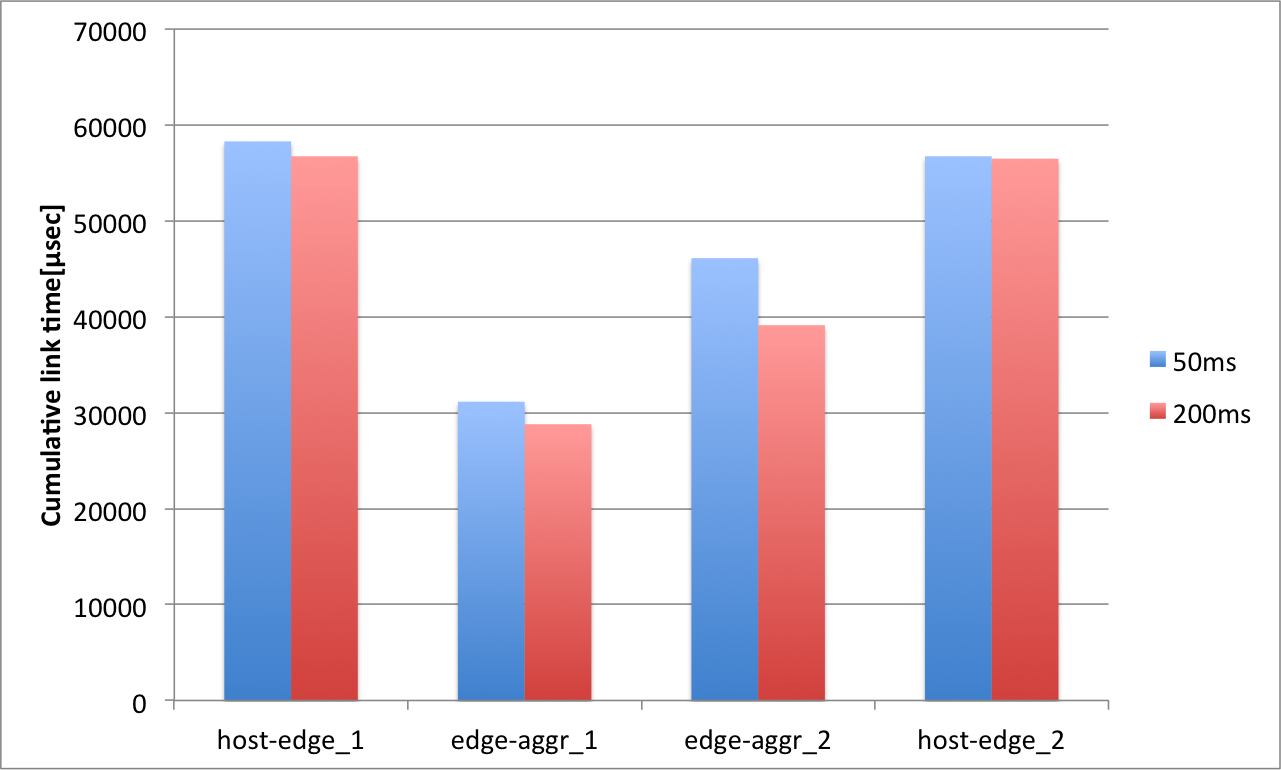 70000
60000
50000
40000
30000
20000
10000
0
Cumulative link time[µsec]
host-edge_1
edge-aggr_1
edge-aggr_2
host-edge_2
50ms
200ms